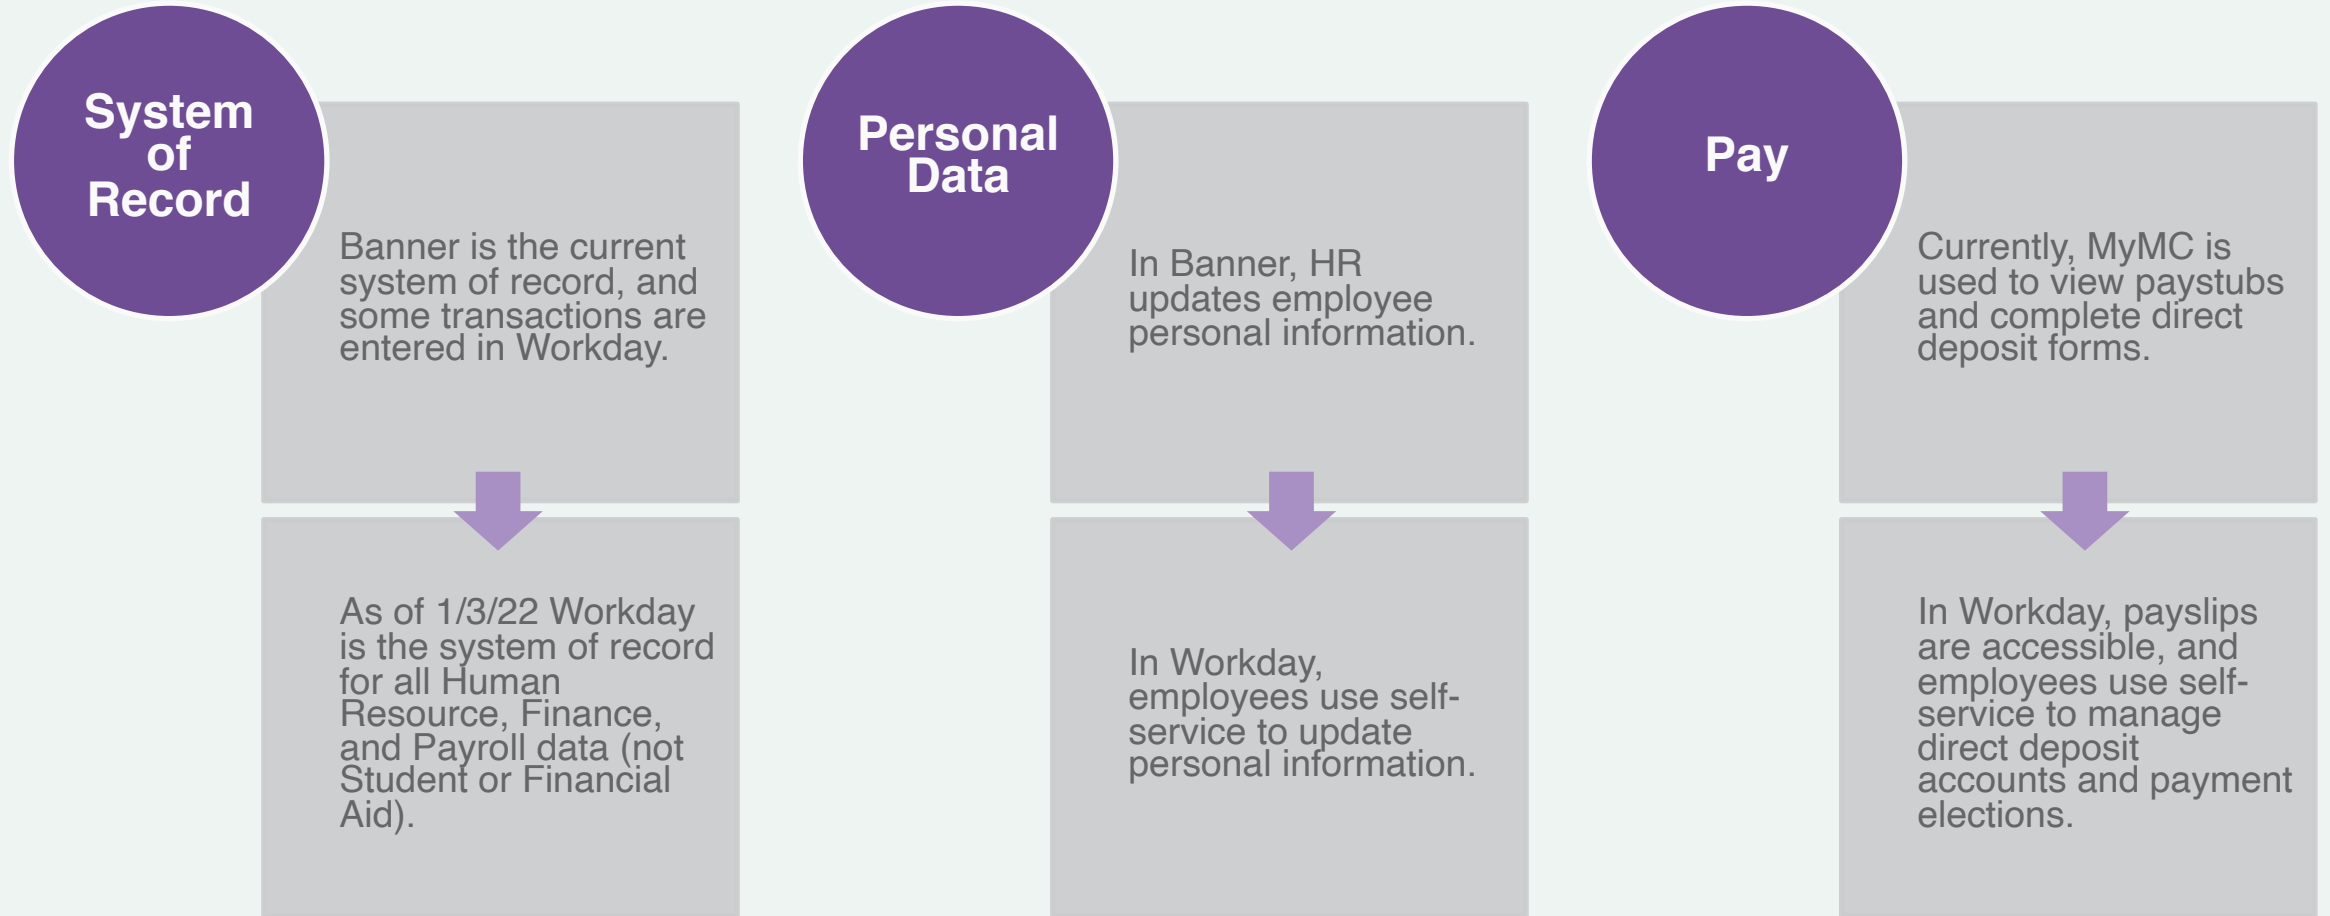 System
of
Record
Banner is the current
system of record, and
some transactions are
entered in Workday.
As of 1/3/22 Workday
is the system of record
for all Human
Resource, Finance,
and Payroll data (not
Student or Financial
Aid).
Personal
Data
In Banner, HR
updates employee
personal information.
In Workday,
employees use self-
service to update
personal information.
Pay
Currently, MyMC is
used to view paystubs
and complete direct
deposit forms.
In Workday, payslips
are accessible, and
employees use self-
service to manage
direct deposit
accounts and payment
elections.